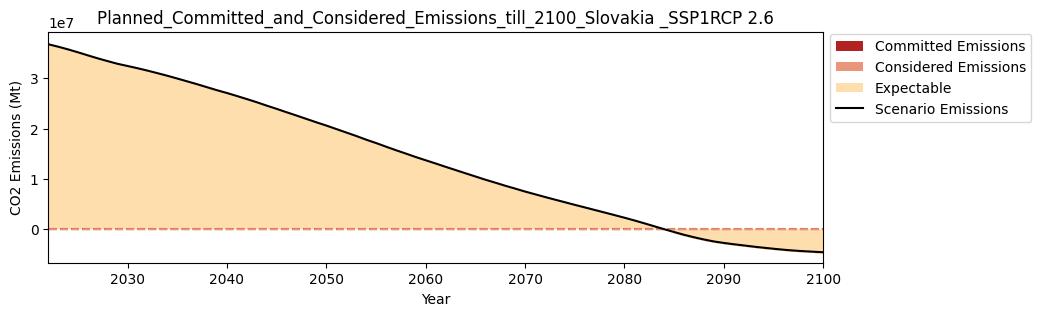 Planned_Committed_and_Considered_Emissions_till_2100_Slovakia _SSP1RCP 2.6
1e7
3
2
1
0
CO2 Emissions (Mt)
2030 2040 2050 2060 2070 2080 2090 2100
Year
Committed Emissions
Considered Emissions
Expectable
Scenario Emissions